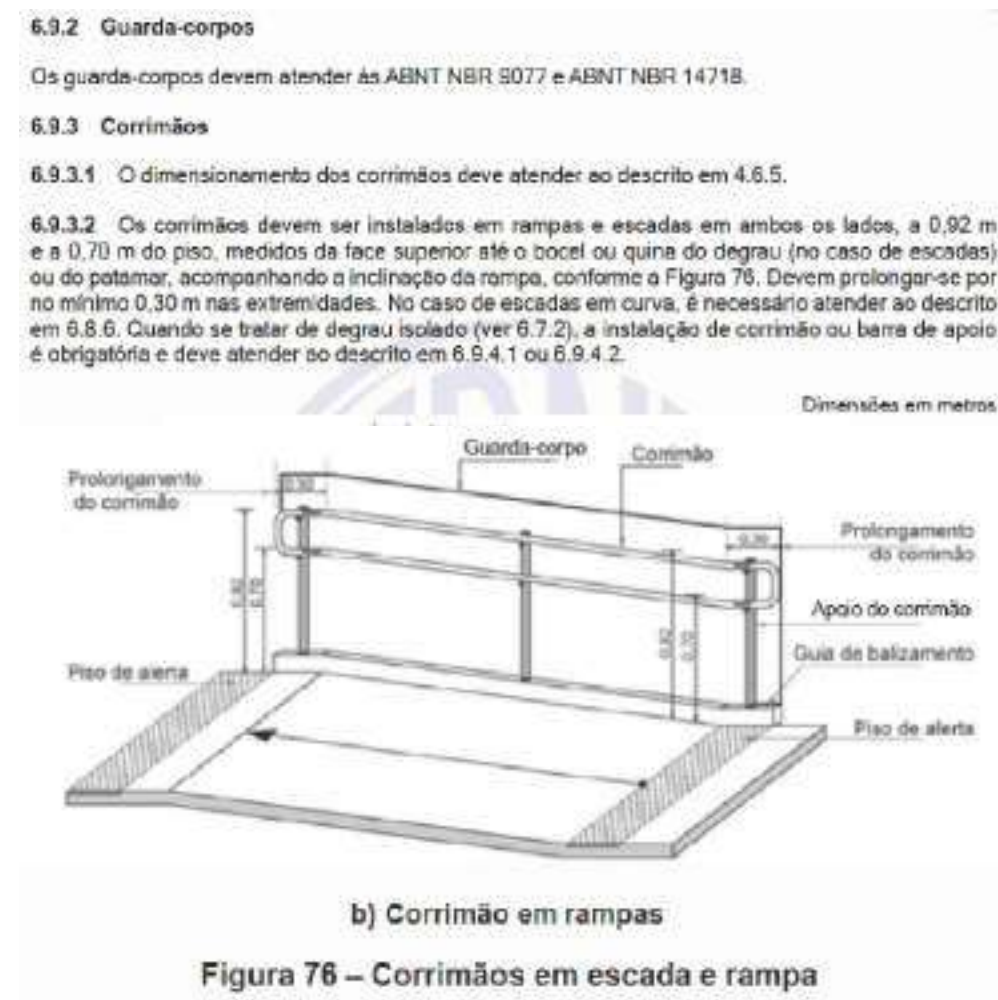 6.9.2 Guarda-corpos
Os guarda-corpos devem atender às ABNT NBR 9077 e ABNT NBR 14718.
6.9.3 Corrimãos
6.9.3.1 O dimensionamento dos corrimãos deve atender ao descrito em 4.6.5.
6.9.3.2 Os corrimãos devem ser instalados em rampas e escadas em ambos os lados, a 0,92 m
e a 0,70 m do piso, medidos da face superior até o bocel ou quina do degrau (no caso de escadas)
ou do patamar, acompanhando a inclinação da rampa, conforme a Figura 76. Devem prolongar-se por
no mínimo 0,30 m nas extremidades. No caso de escadas em curva, é necessário atender ao descrito
em 6.8.6. Quando se tratar de degrau isolado (ver 6.7.2), a instalação de corrimão ou barra de apoio
é obrigatória e deve atender ao descrito em 6.9.4.1 ou 6.9.4.2.
Dimensões em metros
Guarda-corpo
Corrimão
Prolongamento
do corrimão
0,30
Prolongamento
do corrimão
0,30
0,92
0,70
Apoio do corrimão
0,92
0,70
Guia de balizamento
Piso de alerta
Piso de alerta
b) Corrimão em rampas
Figura 76 – Corrimãos em escada e rampa